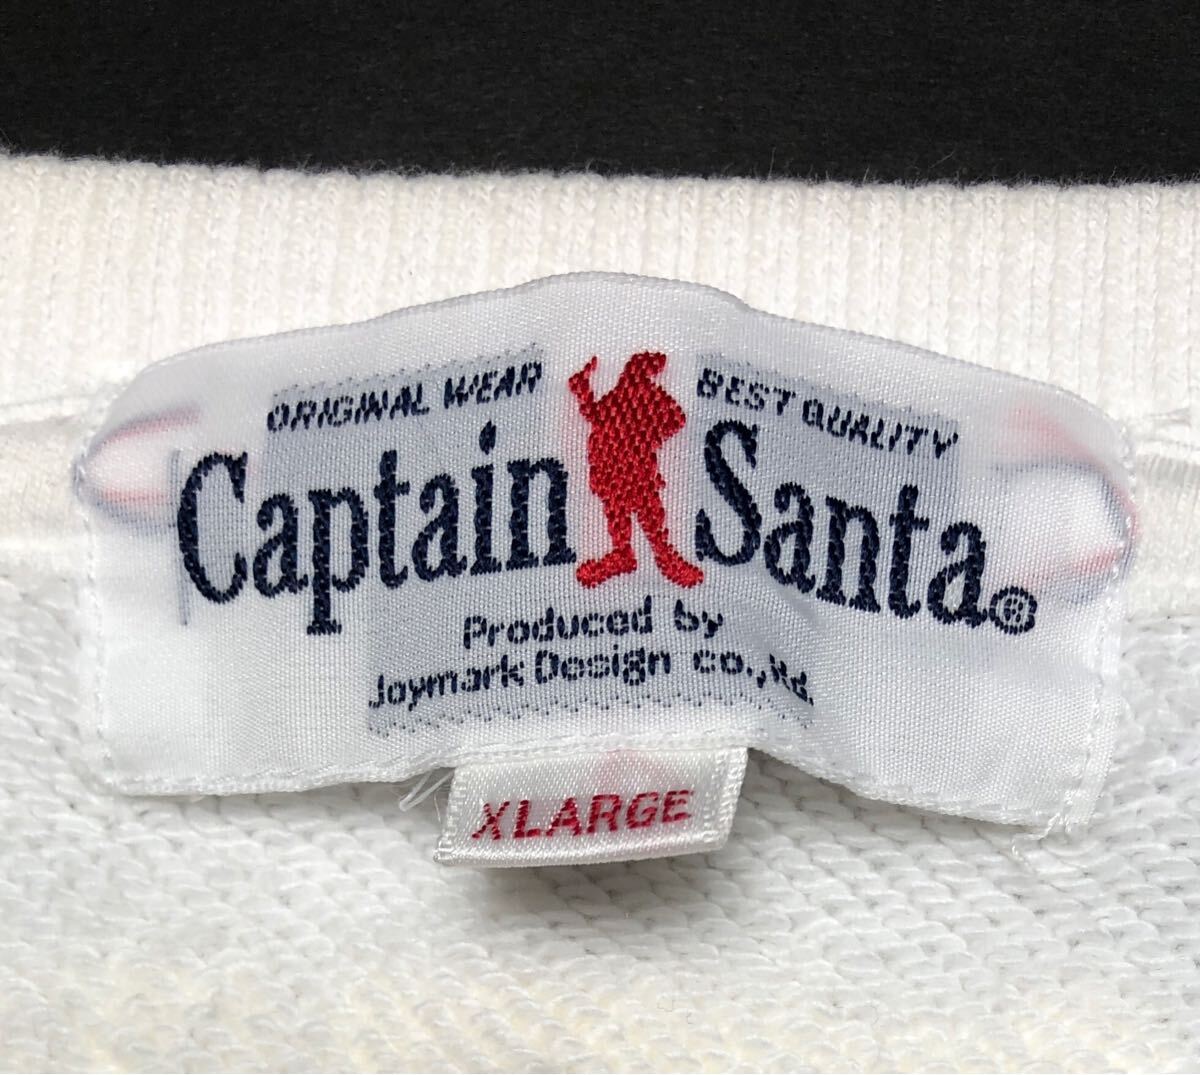 ORIGINAL WEAR BEST QUALITY
Captain Santa®
Produced by
Joymark Design co.,ltd.
XLARGE